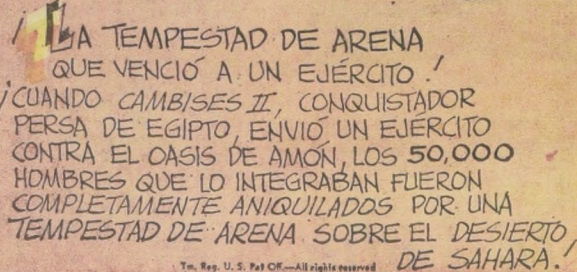 ¡LA TEMPESTAD DE ARENA
QUE VENCIÓ A UN EJÉRCITO!
¡CUANDO CAMBISES II, CONQUISTADOR
PERSA DE EGIPTO, ENVIÓ UN EJÉRCITO
CONTRA EL OASIS DE AMÓN, LOS 50,000
HOMBRES QUE LO INTEGRABAN FUERON
COMPLETAMENTE ANIQUILADOS POR UNA
TEMPESTAD DE ARENA SOBRE EL DESIERTO
DE SAHARA.!
Tm. Reg. U. S. Pat Off.—All rights reserved